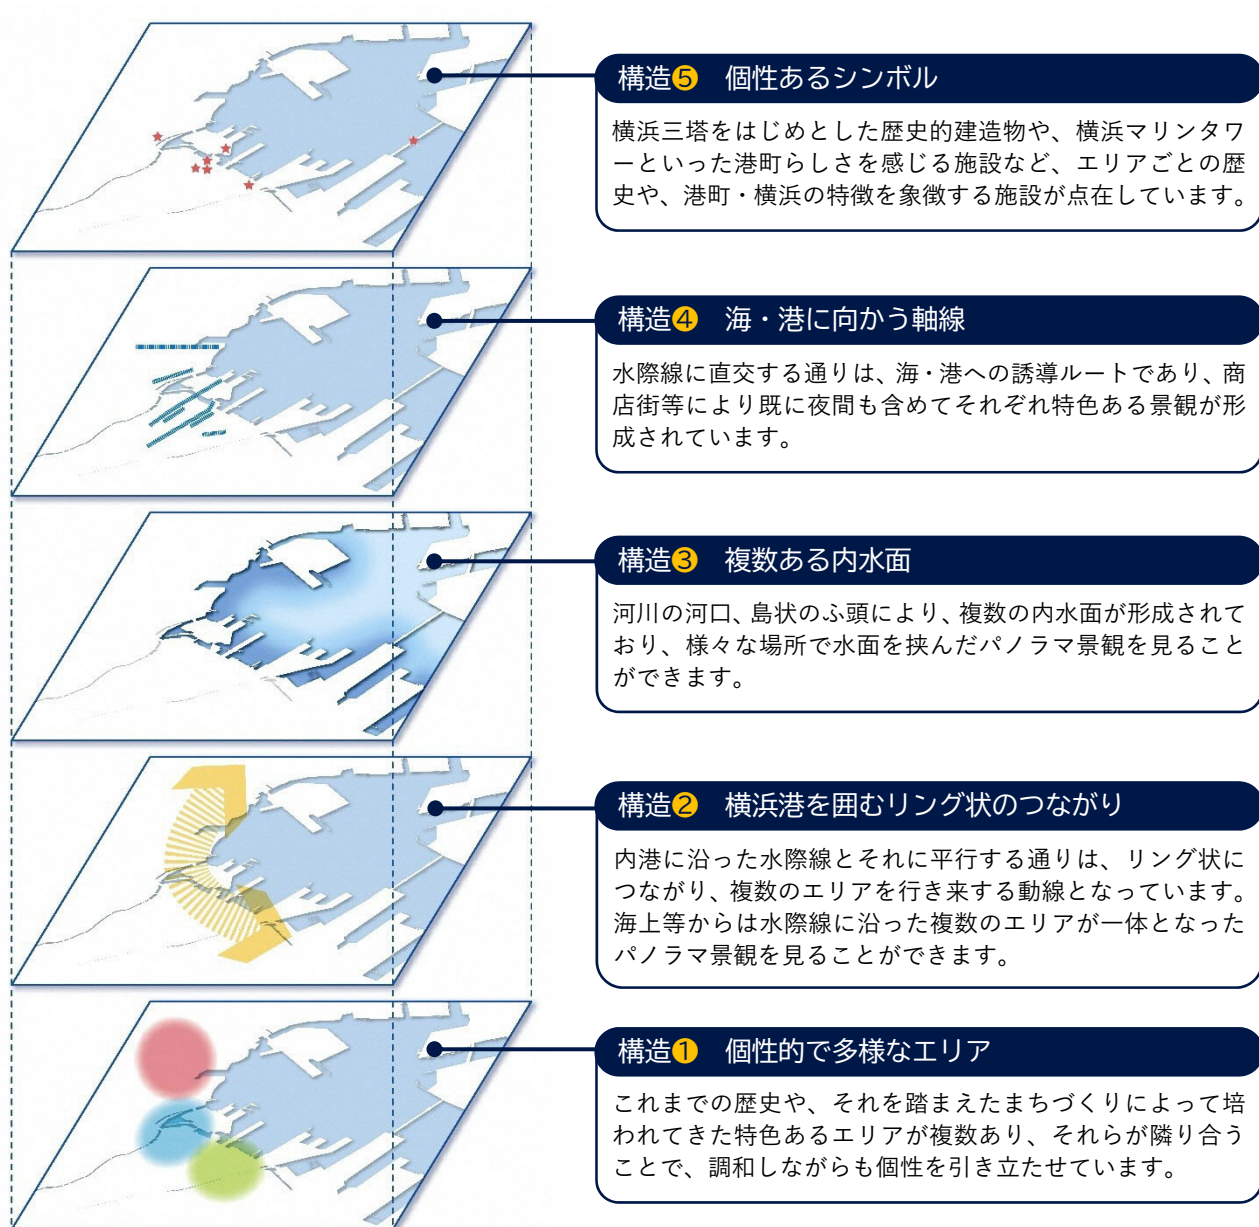 構造❺　個性あるシンボル
横浜三塔をはじめとした歴史的建造物や、横浜マリンタワ
ーといった港町らしさを感じる施設など、エリアごとの歴
史や、港町・横浜の特徴を象徴する施設が点在しています。
構造❹　海・港に向かう軸線
水際線に直交する通りは、海・港への誘導ルートであり、商
店街等により既に夜間も含めてそれぞれ特色ある景観が形
成されています。
構造❸　複数ある内水面
河川の河口、島状のふ頭により、複数の内水面が形成されて
おり、様々な場所で水面を挟んだパノラマ景観を見ること
ができます。
構造❷　横浜港を囲むリング状のつながり
内港に沿った水際線とそれに平行する通りは、リング状に
つながり、複数のエリアを行き来する動線となっています。
海上等からは水際線に沿った複数のエリアが一体となった
パノラマ景観を見ることができます。
構造❶　個性的で多様なエリア
これまでの歴史や、それを踏まえたまちづくりによって培
われてきた特色あるエリアが複数あり、それらが隣り合う
ことで、調和しながらも個性を引き立たせています。